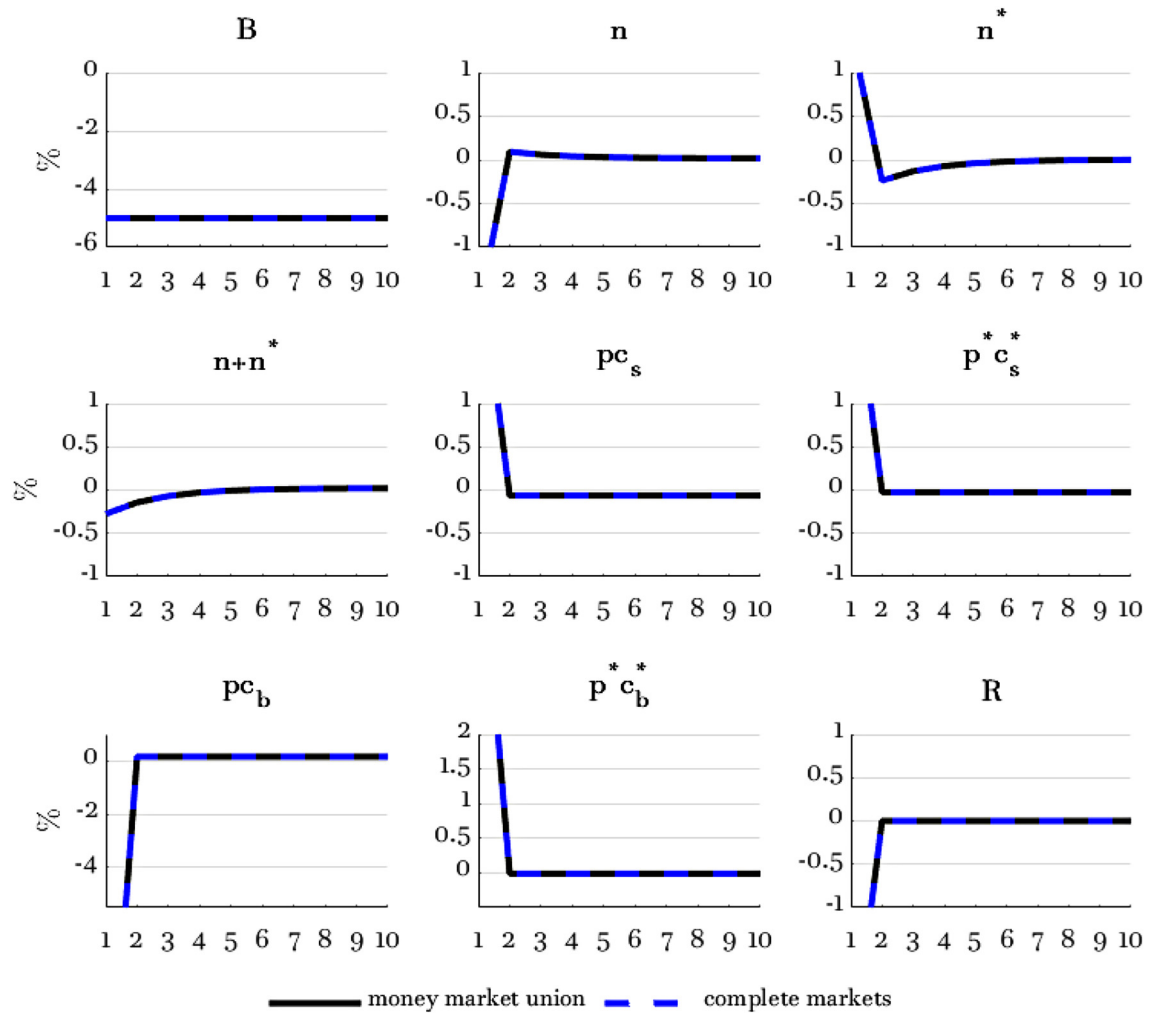 B n n*
0 1 1
-2 0.5 0.5
% -4 0 0
-0.5 -0.5
-6 -1 -1
1 2 3 4 5 6 7 8 9 10 1 2 3 4 5 6 7 8 9 10 1 2 3 4 5 6 7 8 9 10
n+n* pc_s p*c*_s
1 1 1
0.5 0.5 0.5
% 0 0 0
-0.5 -0.5 -0.5
-1 -1 -1
1 2 3 4 5 6 7 8 9 10 1 2 3 4 5 6 7 8 9 10 1 2 3 4 5 6 7 8 9 10
pc_b p*c*_b R
0 2 1
-2 1.5 0.5
% -4 1 0
0.5 -0.5
0 -1
1 2 3 4 5 6 7 8 9 10 1 2 3 4 5 6 7 8 9 10 1 2 3 4 5 6 7 8 9 10
money market union complete markets